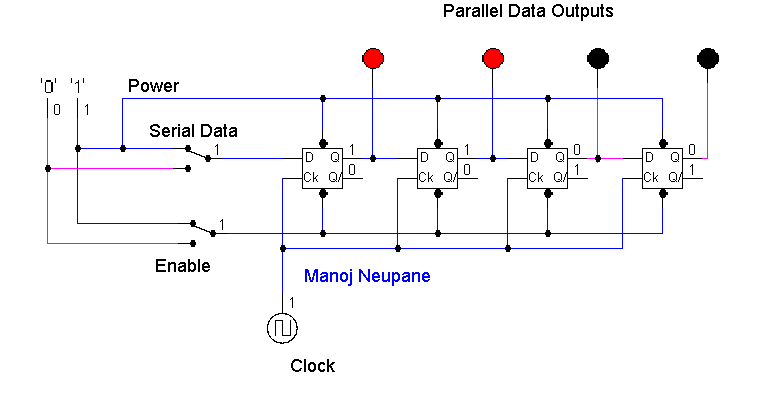 Parallel Data Outputs
'0' '1'
0 1
Power
Serial Data
1
D Q 1 D Q 1 D Q 0 D Q 0
Ck Q/ 0 Ck Q/ 0 Ck Q/ 1 Ck Q/ 1
1
Enable
Manoj Neupane
1
Clock